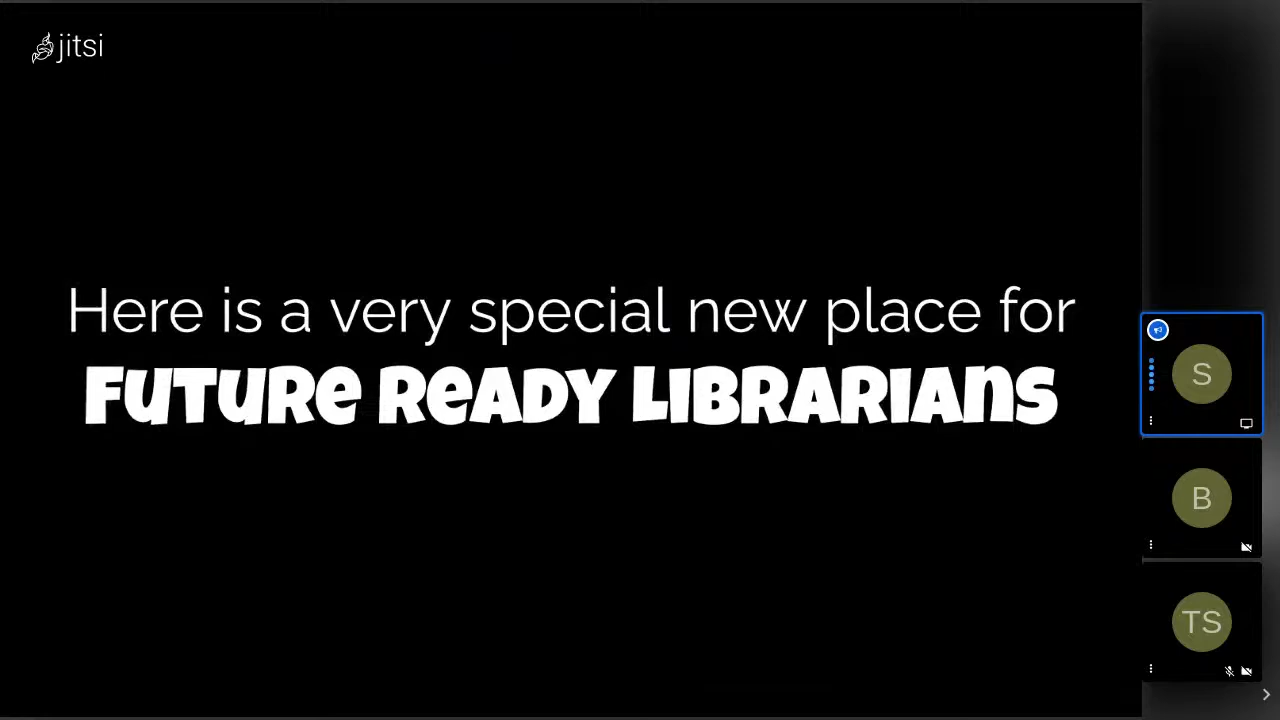 jitsi
Here is a very special new place for
FUTURE READY LIBRARIANS
S
B
TS